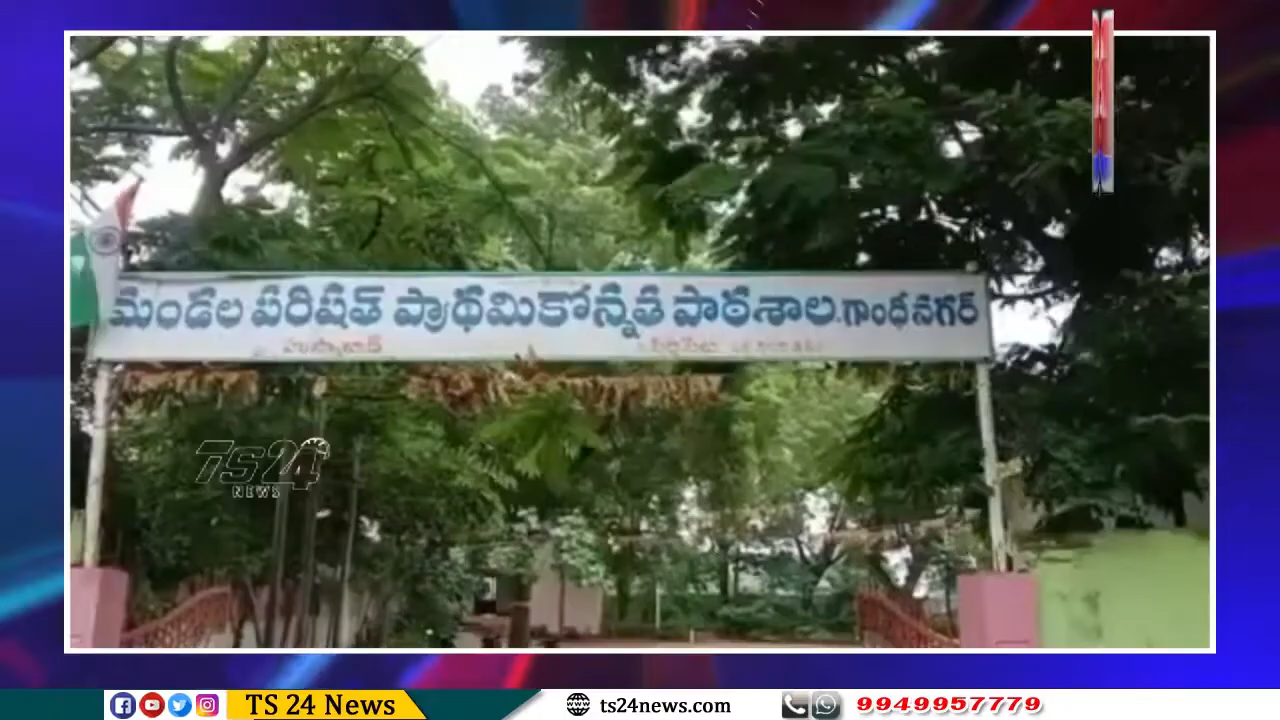 మండల పరిషత్ ప్రాథమికోన్నత పాఠశాల గాంధీనగర్
హుస్నాబాద్
TS24
NEWS
TS 24 News
ts24news.com
9949957779